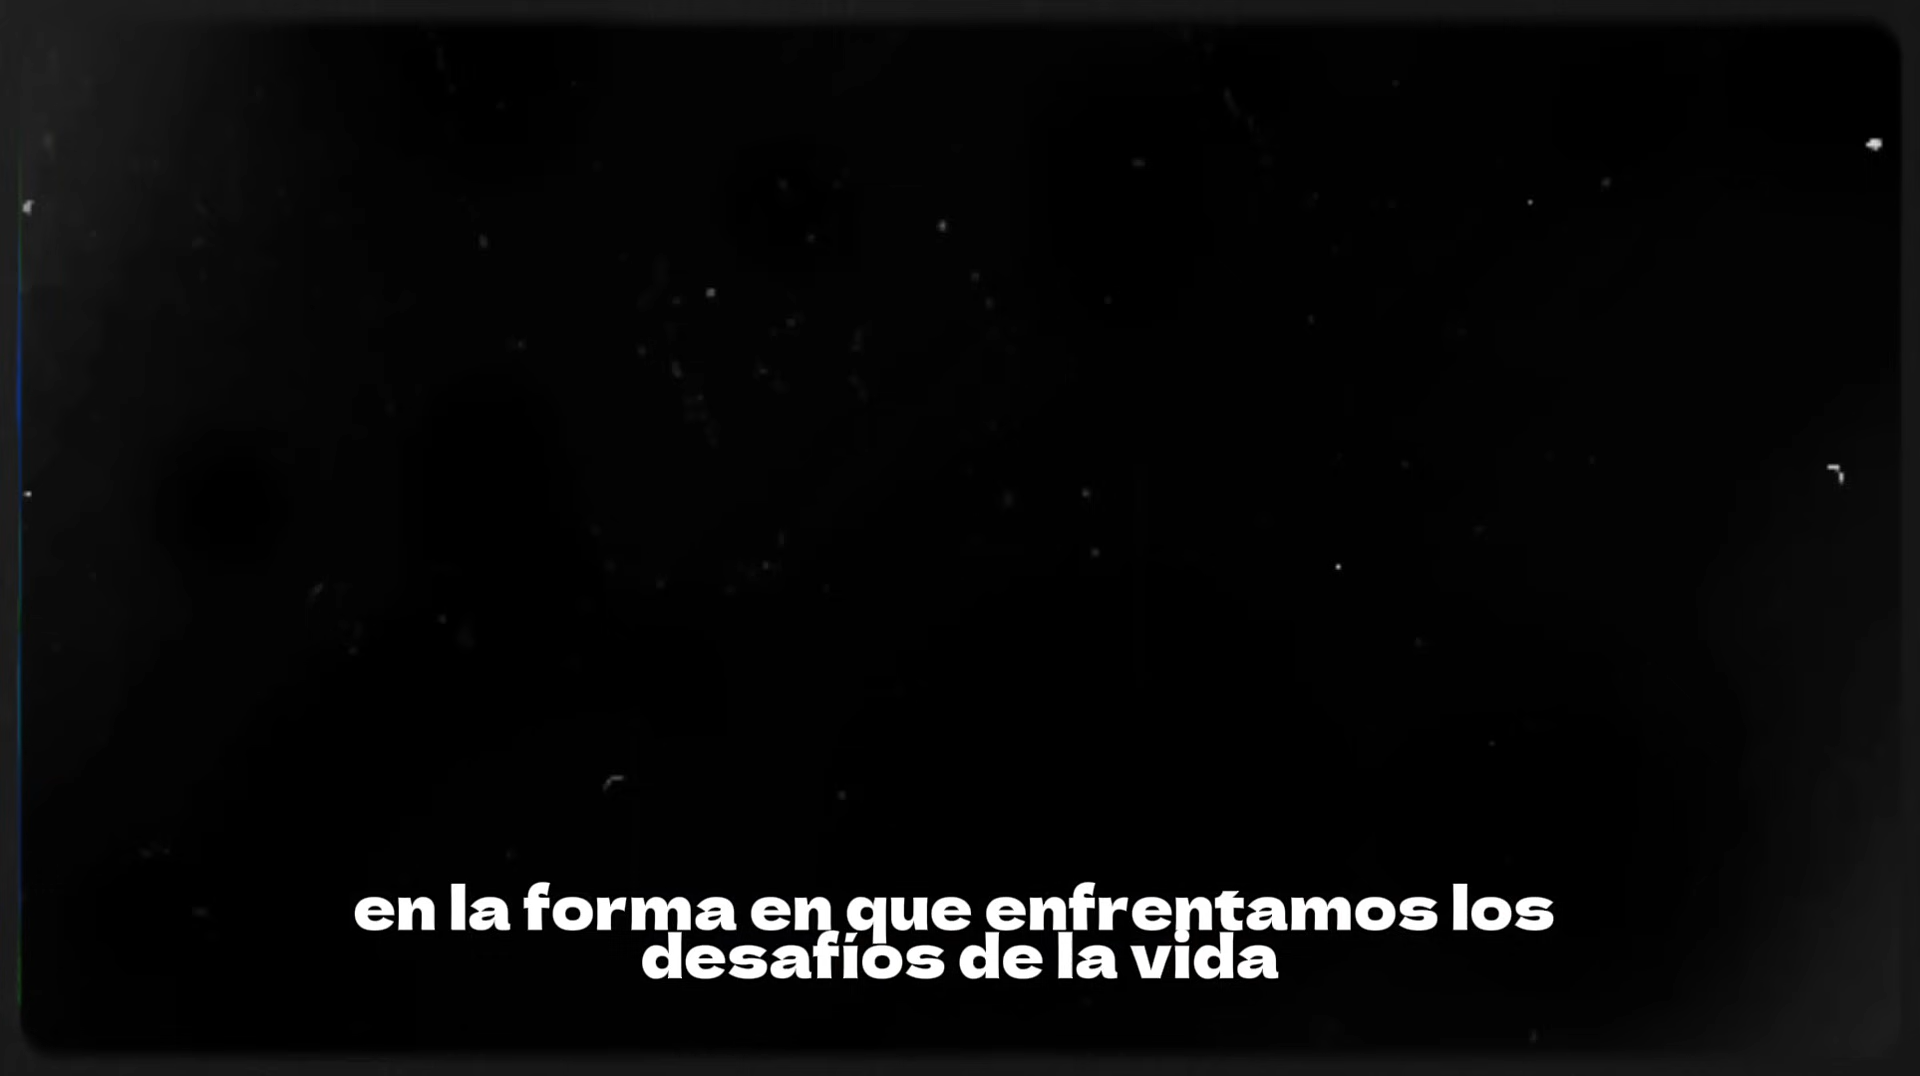 en la forma en que enfrentamos los
desafíos de la vida